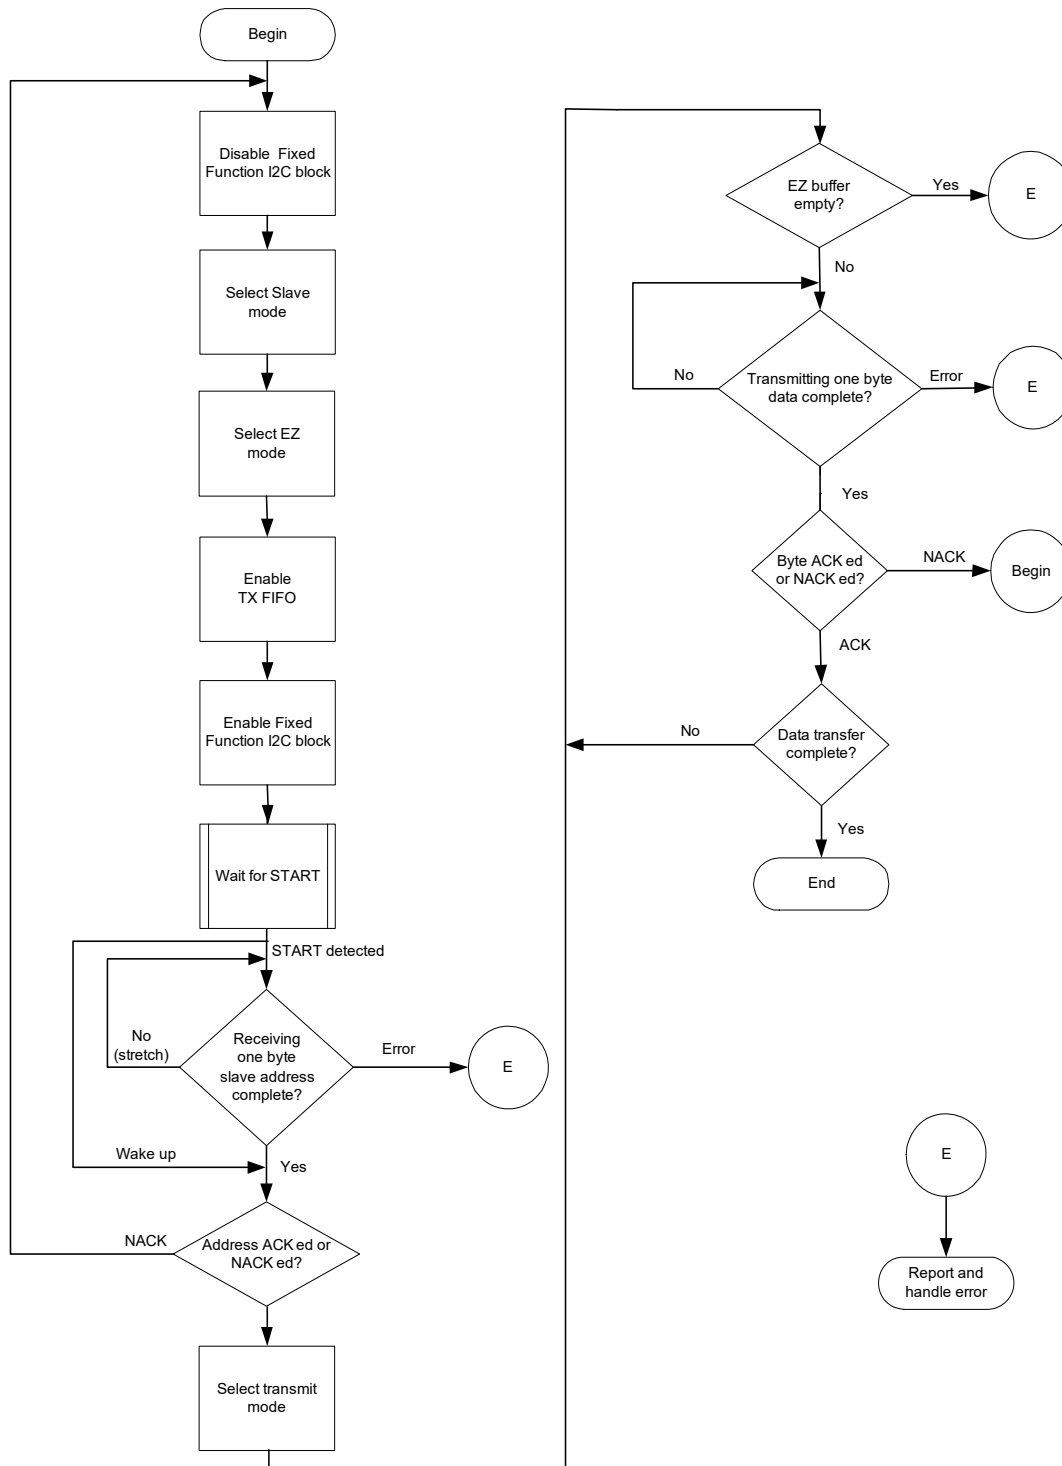 Begin
Disable Fixed
Function I2C block
Select Slave
mode
Select EZ
mode
Enable
TX FIFO
Enable Fixed
Function I2C block
Wait for START
START detected
No
(stretch)
Receiving
one byte
slave address
complete?
Error
E
Wake up
Yes
NACK
Address ACK ed or
NACK ed?
Select transmit
mode
EZ buffer
empty?
Yes
E
No
No
Transmitting one byte
data complete?
Error
E
Yes
Byte ACK ed
or NACK ed?
NACK
Begin
ACK
No
Data transfer
complete?
Yes
End
E
Report and
handle error